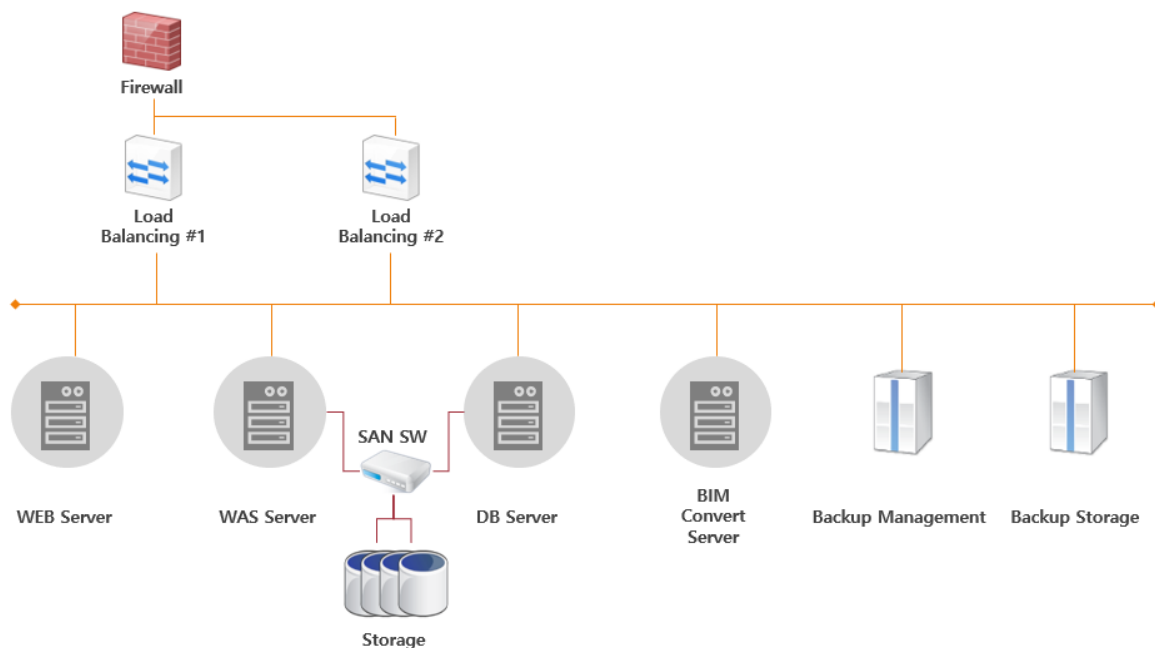 Firewall
Load
Balancing #1
Load
Balancing #2
SAN SW
WEB Server
WAS Server
DB Server
BIM
Convert
Server
Backup Management
Backup Storage
Storage